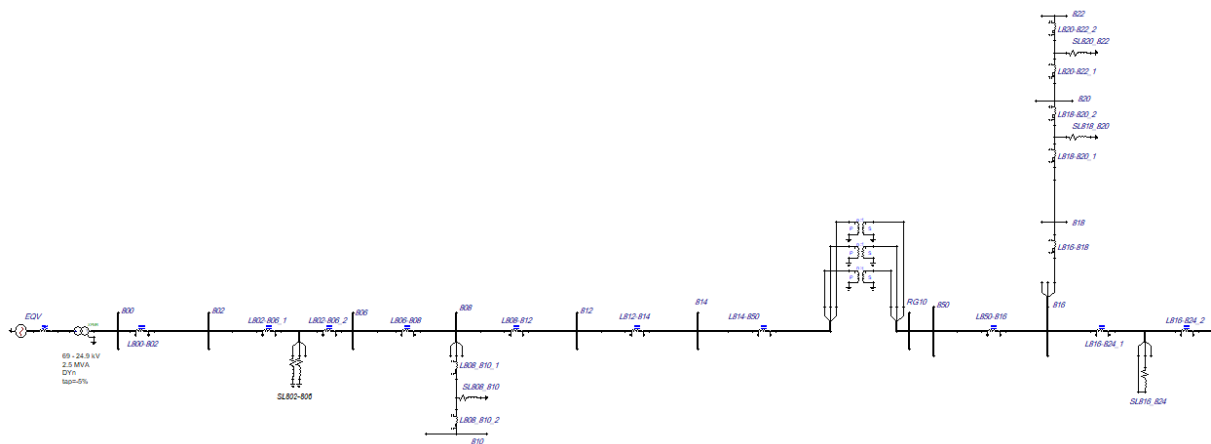 822
L820-822_2
SL820_822
L820-822_1
820
L818-820_2
SL818_820
L818-820_1
818
L816-818
P S
P S
P S
EQV
800
802
L802-806_1
L802-806_2
806
L806-808
808
L808-812
812
L812-814
814
L814-850
RG10
850
L850-816
816
L816-824_1
L816-824_2
L800-802
69 - 24.9 kV
2.5 MVA
DYn
tap=-5%
SL802-806
L808_810_1
SL808_810
L808_810_2
810
SL816_824